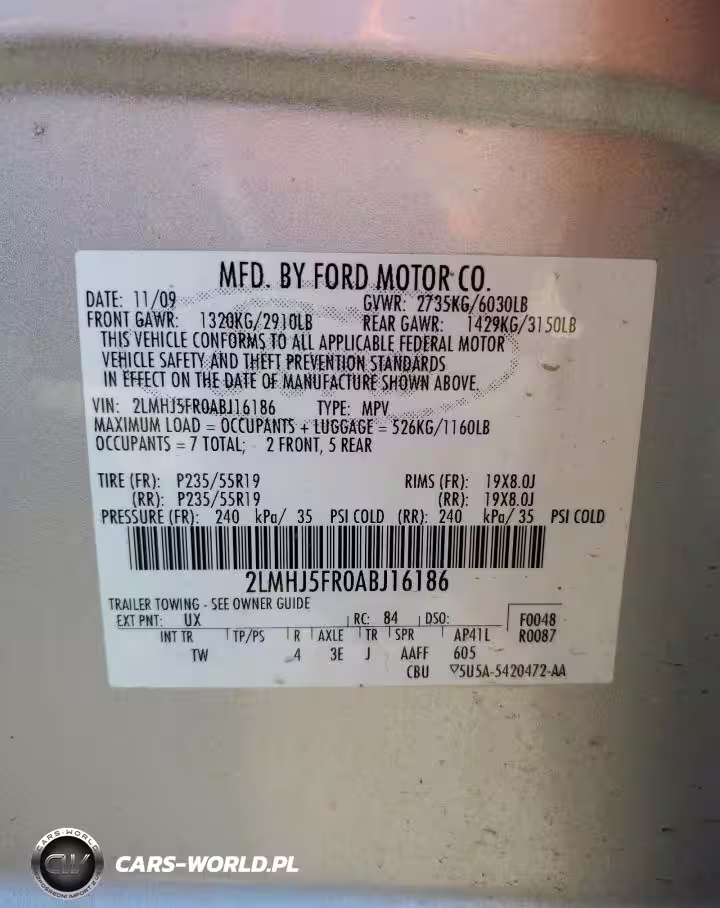 MFD. BY FORD MOTOR CO.
DATE: 11/09 GVWR: 2735KG/6030LB
FRONT GAWR: 1320KG/2910LB REAR GAWR: 1429KG/3150LB
THIS VEHICLE CONFORMS TO ALL APPLICABLE FEDERAL MOTOR
VEHICLE SAFETY AND THEFT PREVENTION STANDARDS
IN EFFECT ON THE DATE OF MANUFACTURE SHOWN ABOVE.
VIN: 2LMHJ5FR0ABJ16186 TYPE: MPV
MAXIMUM LOAD = OCCUPANTS + LUGGAGE = 526KG/1160LB
OCCUPANTS = 7 TOTAL; 2 FRONT, 5 REAR
TIRE (FR): P235/55R19 RIMS (FR): 19X8.0J
(RR): P235/55R19 (RR): 19X8.0J
PRESSURE (FR): 240 kPa/ 35 PSI COLD (RR): 240 kPa/ 35 PSI COLD
2LMHJ5FR0ABJ16186
TRAILER TOWING - SEE OWNER GUIDE
EXT PNT: UX RC: 84 DSO: F0048
INT TR TP/PS R AXLE TR SPR AP41L R0087
TW 4 3E J AAFF 605
CBU ▽5U5A-5420472-AA
CARS-WORLD
CW
CARS-WORLD.PL